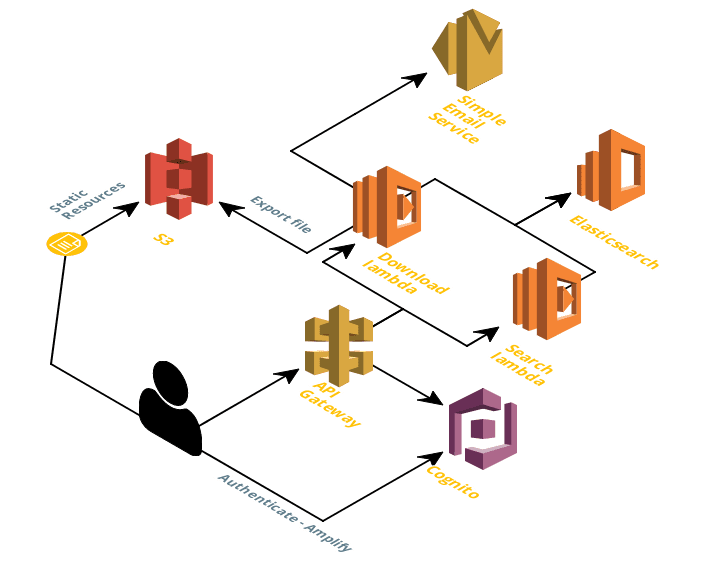 Simple
Email
Service
Static
Resources
S3
Export file
Elasticsearch
Download
lambda
Search
lambda
API
Gateway
Cognito
Authenticate - Amplify